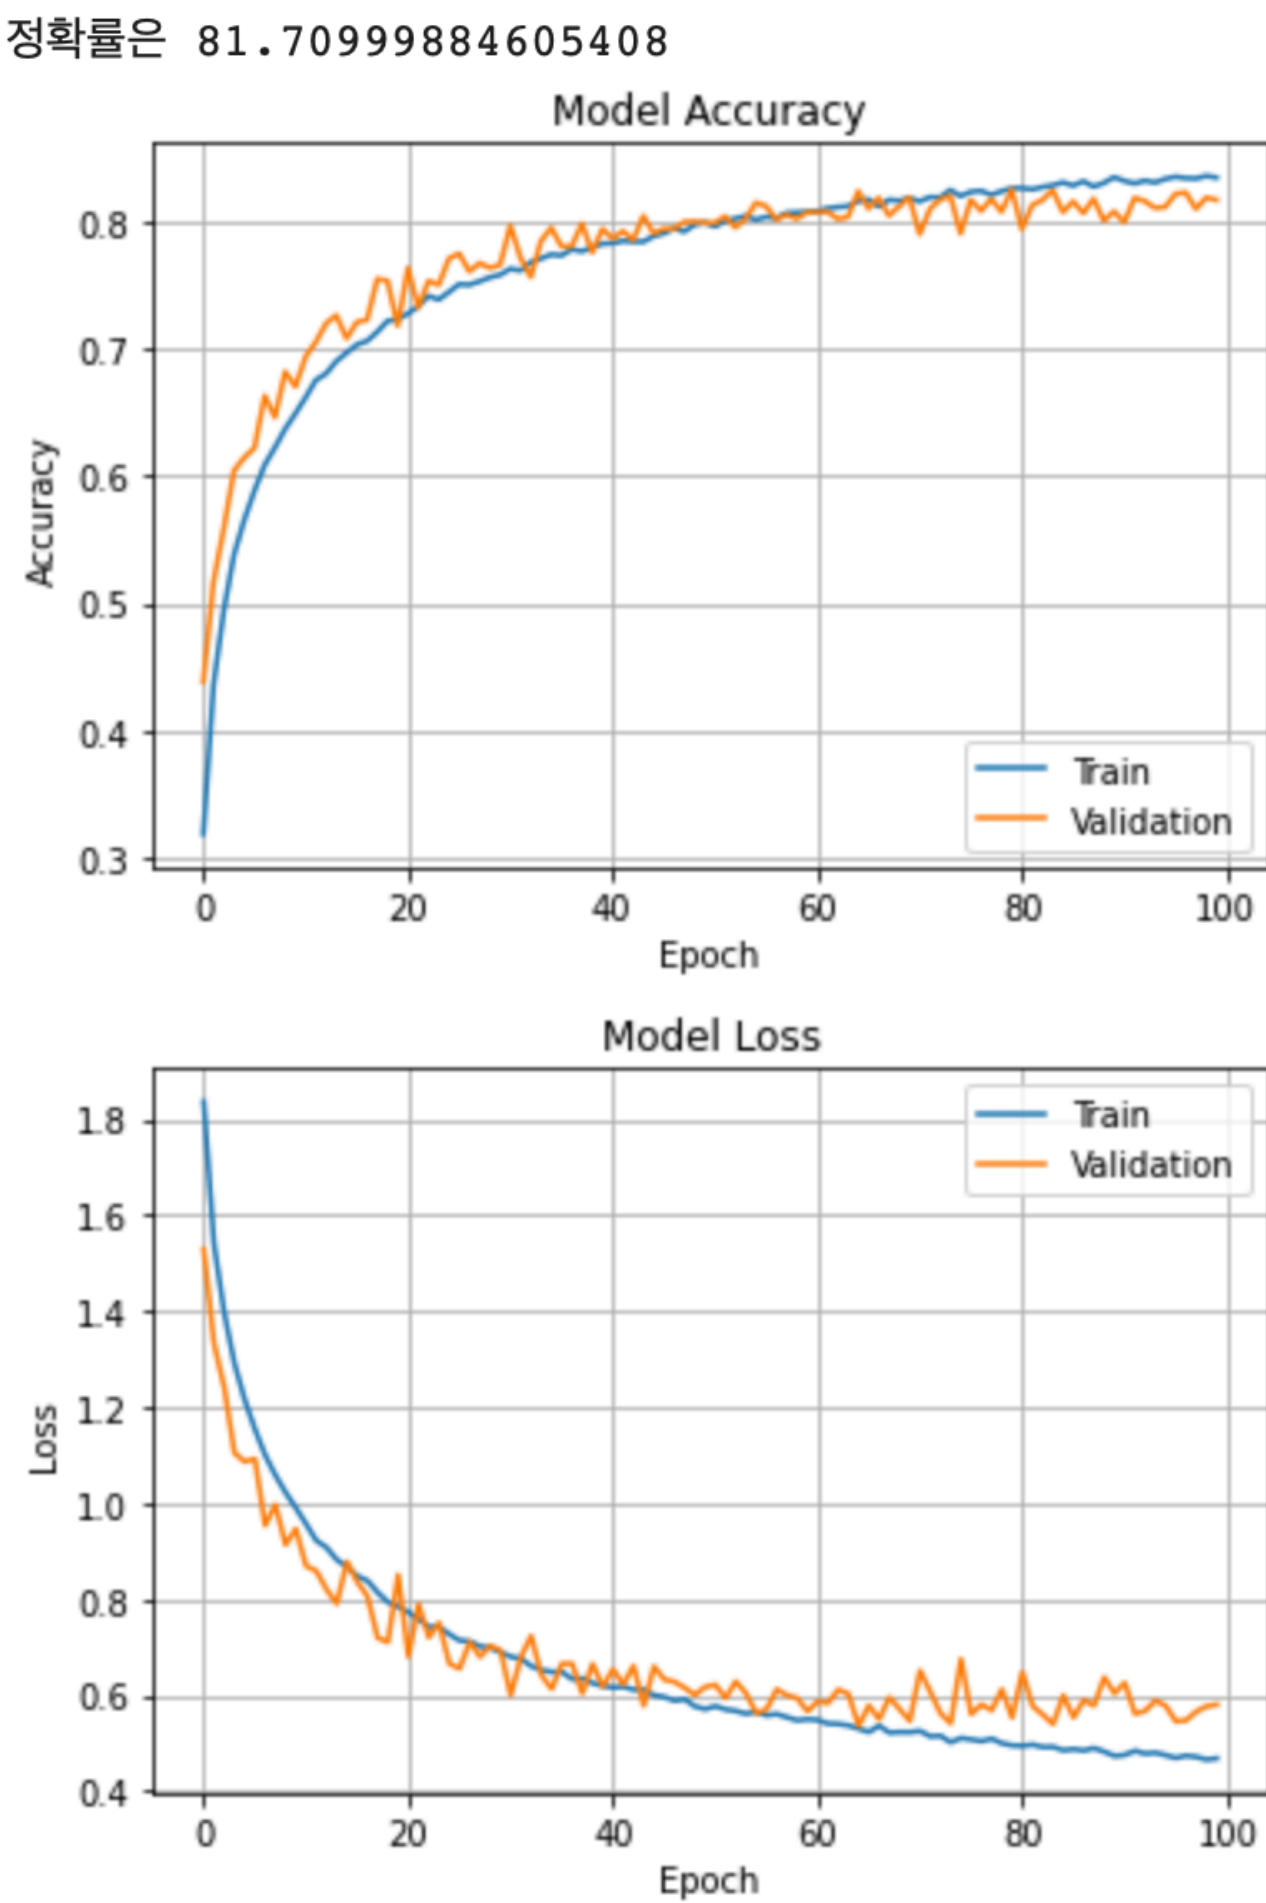 정확률은 81.70999884605408
Model Accuracy
Accuracy
0.8
0.7
0.6
0.5
0.4
0.3
Train
Validation
0 20 40 60 80 100
Epoch
Model Loss
Loss
1.8
1.6
1.4
1.2
1.0
0.8
0.6
0.4
Train
Validation
0 20 40 60 80 100
Epoch